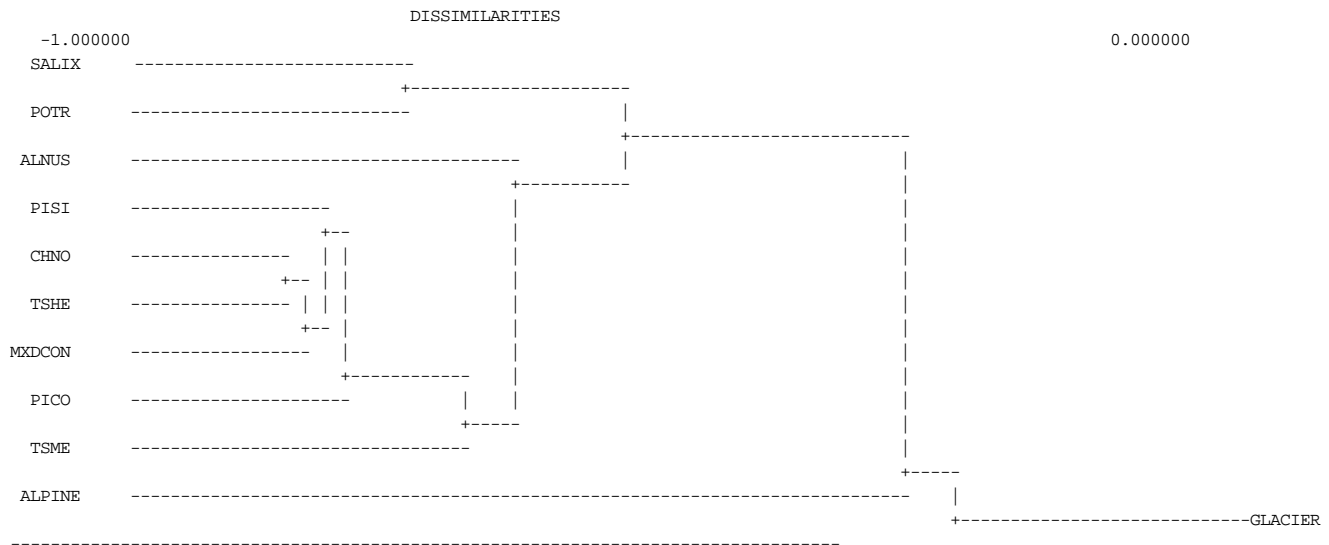 DISSIMILARITIES
-1.000000 0.000000
SALIX
POTR
ALNUS
PISI
CHNO
TSHE
MXDCON
PICO
TSME
ALPINE
GLACIER